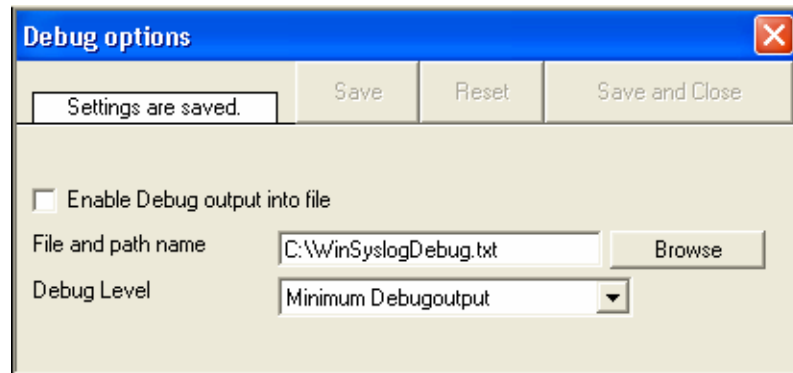 Debug options
Settings are saved.
Save
Reset
Save and Close
Enable Debug output into file
File and path name
C:\WinSyslogDebug.txt
Browse
Debug Level
Minimum Debugoutput